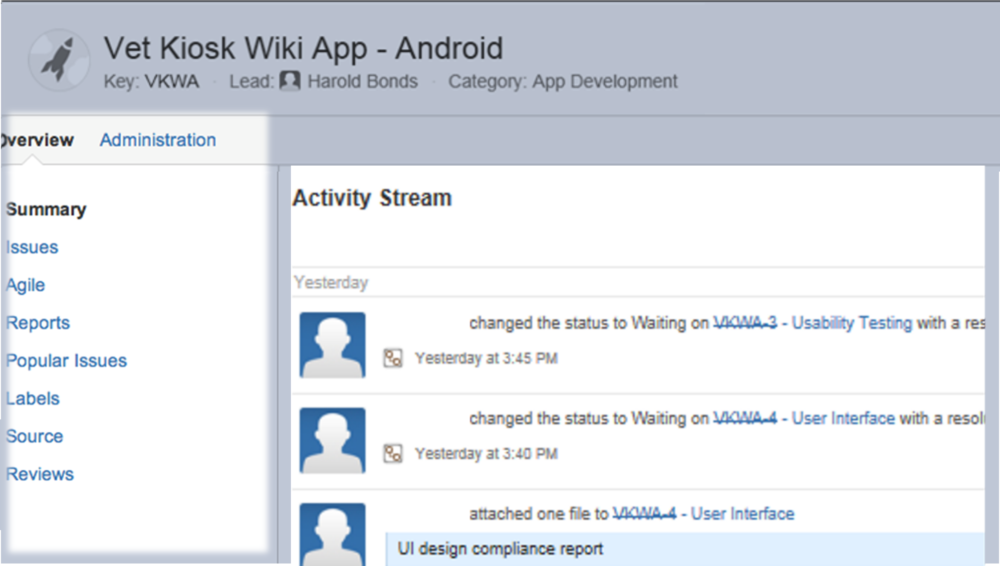 Vet Kiosk Wiki App - Android
Key: VKWA · Lead: Harold Bonds · Category: App Development
Overview Administration
Summary
Issues
Agile
Reports
Popular Issues
Labels
Source
Reviews
Activity Stream
Yesterday
changed the status to Waiting on VKWA-3 - Usability Testing with a res
Yesterday at 3:45 PM
changed the status to Waiting on VKWA-4 - User Interface with a resol
Yesterday at 3:40 PM
attached one file to VKWA-4 - User Interface
UI design compliance report